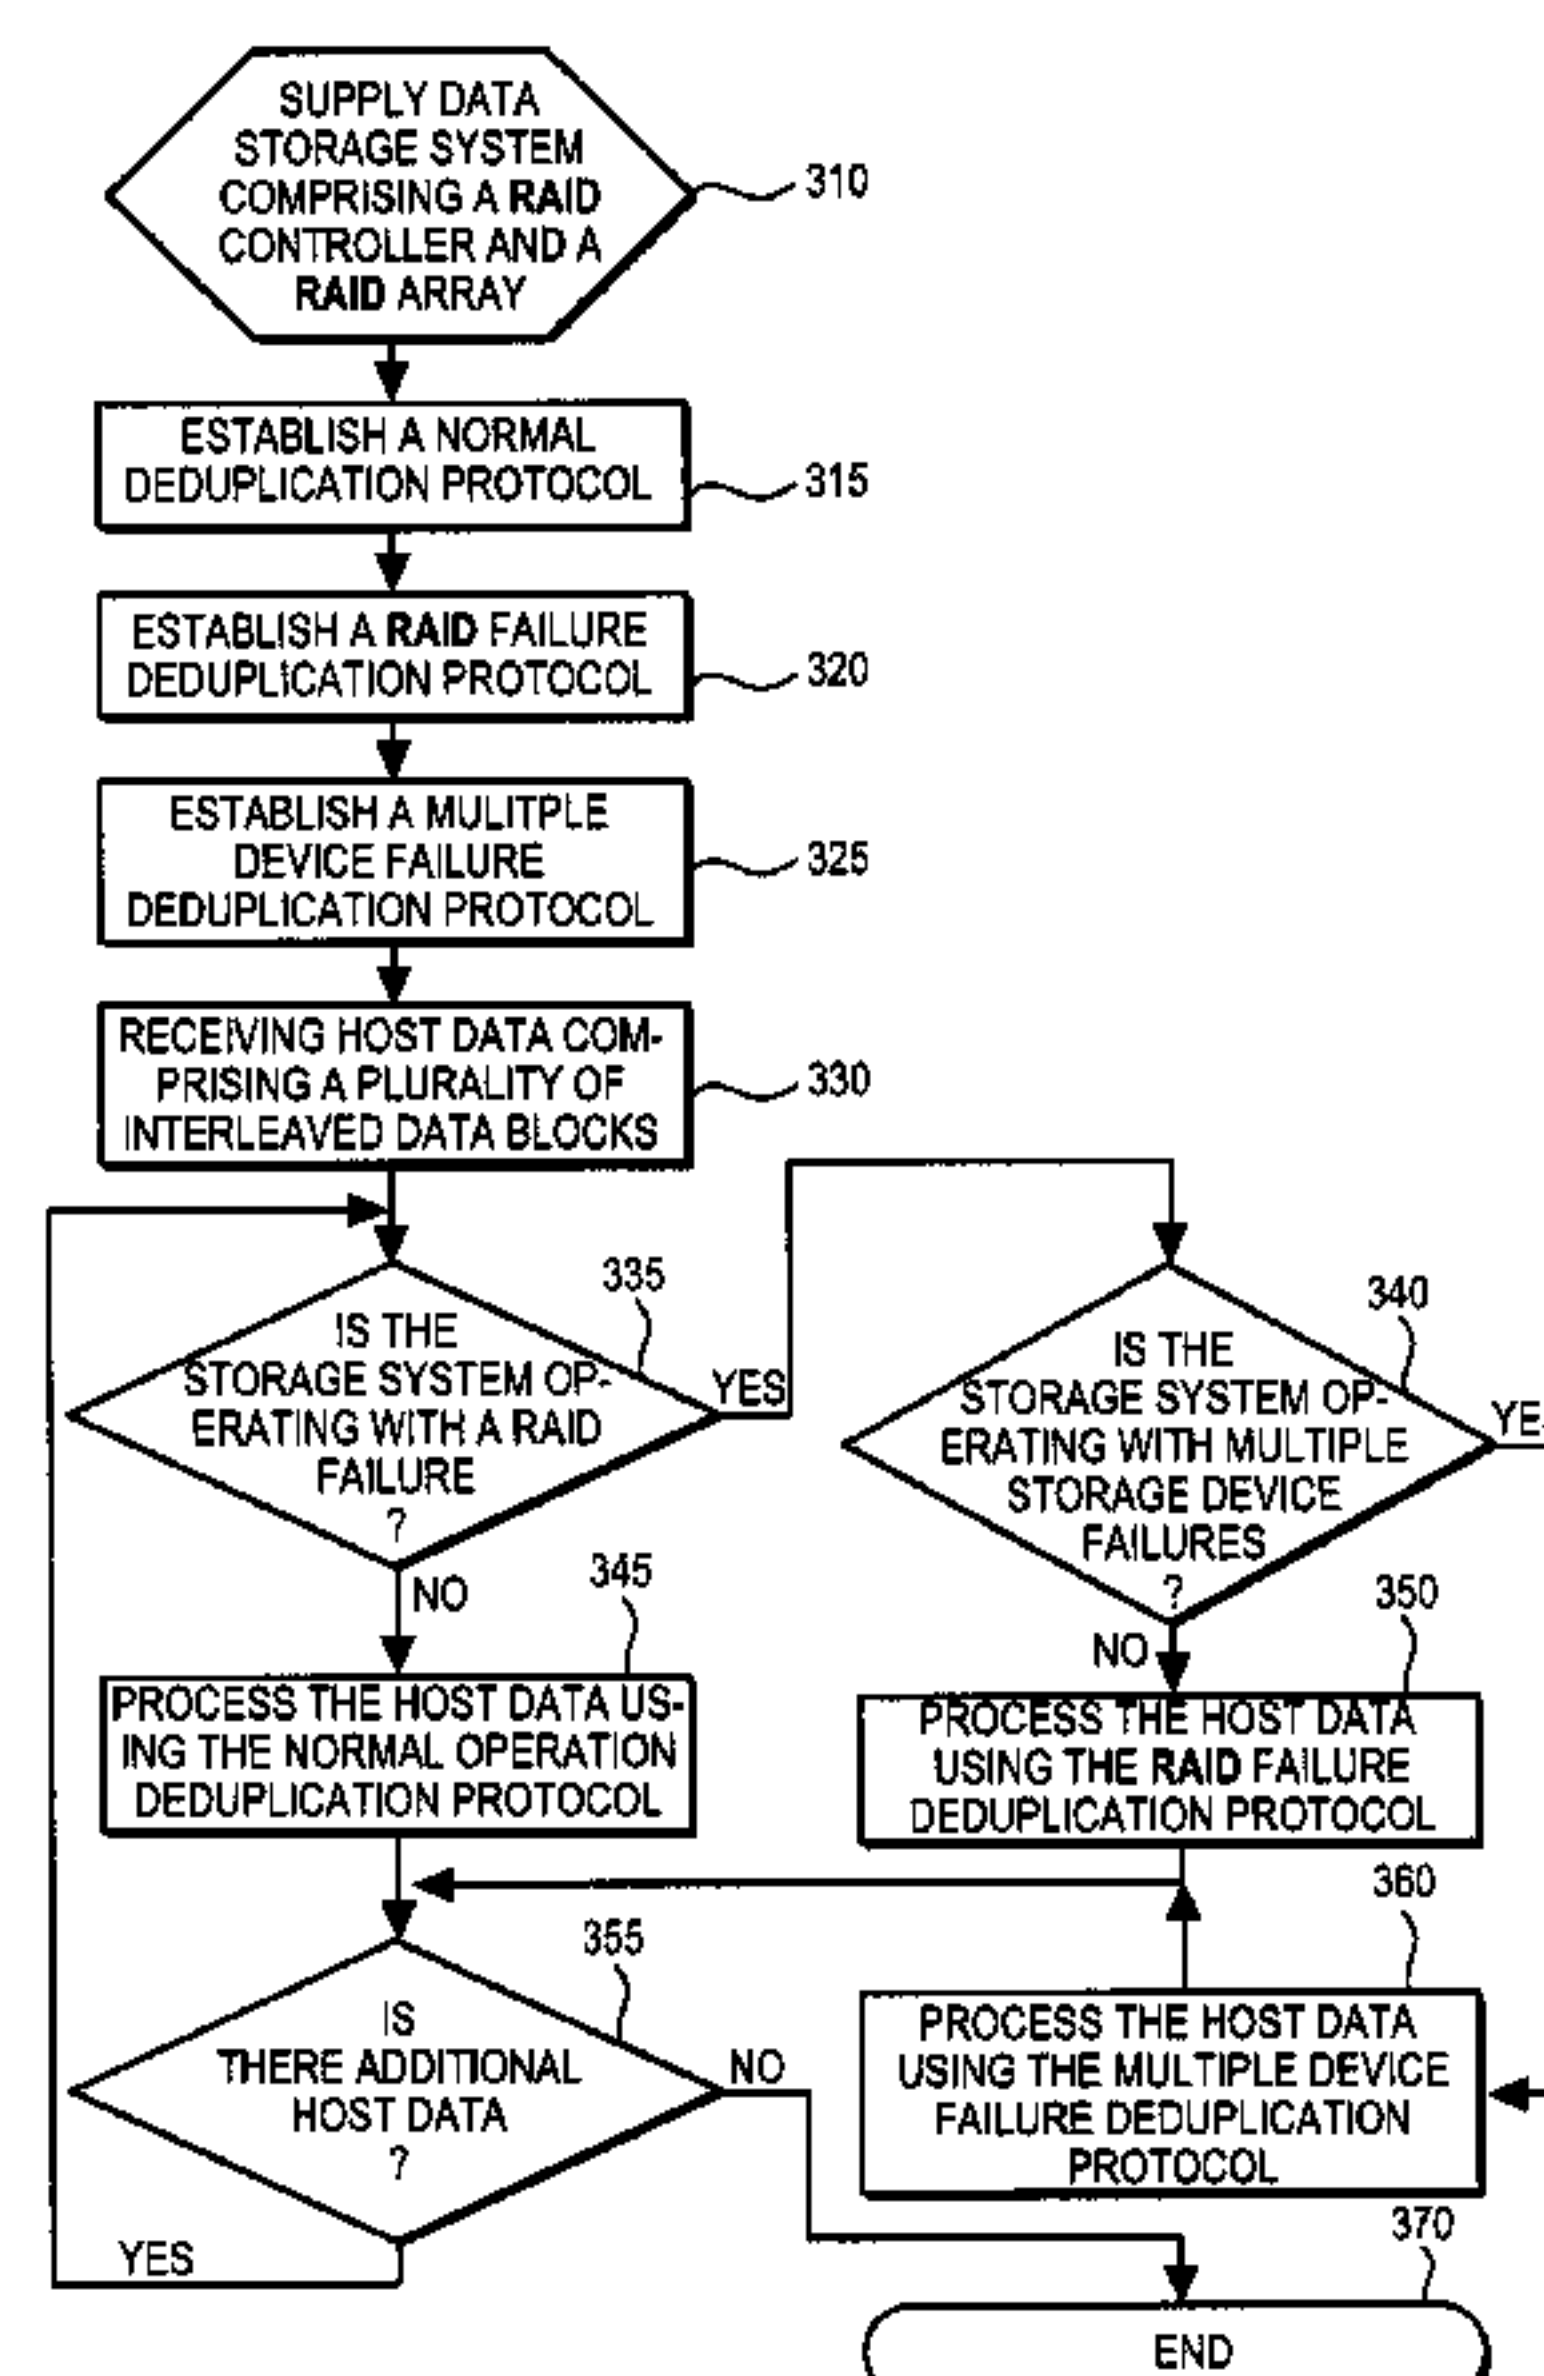 SUPPLY DATA
STORAGE SYSTEM
COMPRISING A RAID
CONTROLLER AND A
RAID ARRAY
310
ESTABLISH A NORMAL
DEDUPLICATION PROTOCOL
315
ESTABLISH A RAID FAILURE
DEDUPLICATION PROTOCOL
320
ESTABLISH A MULITPLE
DEVICE FAILURE
DEDUPLICATION PROTOCOL
325
RECEIVING HOST DATA COM-
PRISING A PLURALITY OF
INTERLEAVED DATA BLOCKS
330
335
IS THE
STORAGE SYSTEM OP-
ERATING WITH A RAID
FAILURE
?
YES
NO
340
IS THE
STORAGE SYSTEM OP-
ERATING WITH MULTIPLE
STORAGE DEVICE
FAILURES
?
NO
345
PROCESS THE HOST DATA US-
ING THE NORMAL OPERATION
DEDUPLICATION PROTOCOL
350
PROCESS THE HOST DATA
USING THE RAID FAILURE
DEDUPLICATION PROTOCOL
355
IS
THERE ADDITIONAL
HOST DATA
?
NO
YES
360
PROCESS THE HOST DATA
USING THE MULTIPLE DEVICE
FAILURE DEDUPLICATION
PROTOCOL
370
END